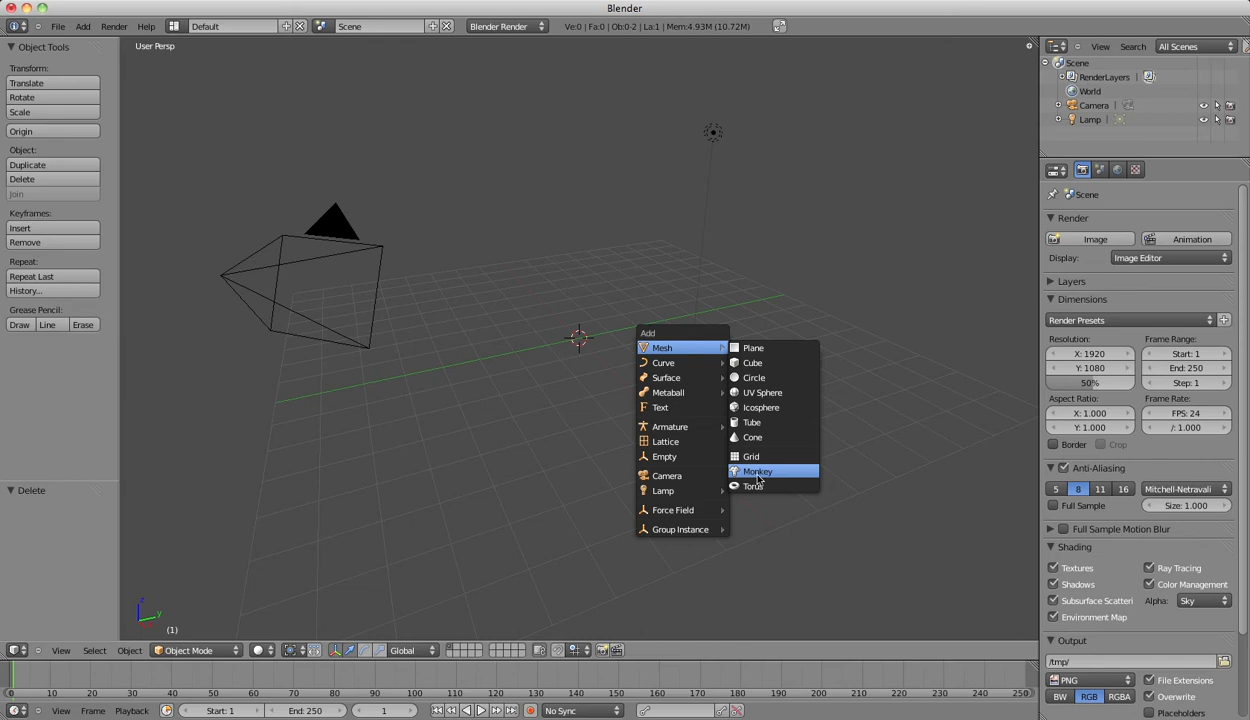 Blender
File Add Render Help Default Scene Blender Render Ve:0 | Fa:0 | Ob:0-2 | La:1 | Mem:4.93M (10.72M)
Object Tools
Transform:
Translate
Rotate
Scale
Origin
Object:
Duplicate
Delete
Join
Keyframes:
Insert
Remove
Repeat:
Repeat Last
History...
Grease Pencil:
Draw Line Erase
Delete
User Persp
Add
Mesh
Curve
Surface
Metaball
Text
Armature
Lattice
Empty
Camera
Lamp
Force Field
Group Instance
Plane
Cube
Circle
UV Sphere
Icosphere
Tube
Cone
Grid
Monkey
Torus
z
y
(1)
View Select Object Object Mode Global
0 10 20 30 40 50 60 70 80 90 100 110 120 130 140 150 160 170 180 190 200 210 220 230 240 250
View Frame Playback Start: 1 End: 250 1 No Sync
View Search All Scenes
Scene
RenderLayers |
World
Camera |
Lamp |
Scene
Render
Image Animation
Display: Image Editor
Layers
Dimensions
Render Presets
Resolution: Frame Range:
X: 1920 Start: 1
Y: 1080 End: 250
50% Step: 1
Aspect Ratio: Frame Rate:
X: 1.000 FPS: 24
Y: 1.000 /: 1.000
Border Crop
Anti-Aliasing
5 8 11 16 Mitchell-Netravali
Full Sample Size: 1.000
Full Sample Motion Blur
Shading
Textures Ray Tracing
Shadows Color Management
Subsurface Scatteri Alpha: Sky
Environment Map
Output
/tmp/
PNG File Extensions
BW RGB RGBA Overwrite
Placeholders